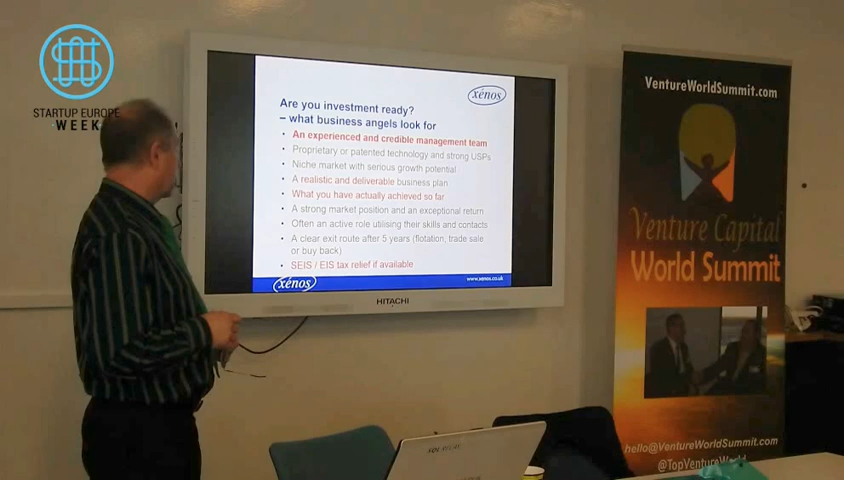 STARTUP EUROPE
WEEK
xénos
Are you investment ready?
– what business angels look for
• An experienced and credible management team
• Proprietary or patented technology and strong USPs
• Niche market with serious growth potential
• A realistic and deliverable business plan
• What you have actually achieved so far
• A strong market position and an exceptional return
• Often an active role utilising their skills and contacts
• A clear exit route after 5 years (flotation, trade sale
or buy back)
• SEIS / EIS tax relief if available
xénos
www.xenos.co.uk
HITACHI
VentureWorldSummit.com
Venture Capital
World Summit
hello@VentureWorldSummit.com
@TopVentureWorld